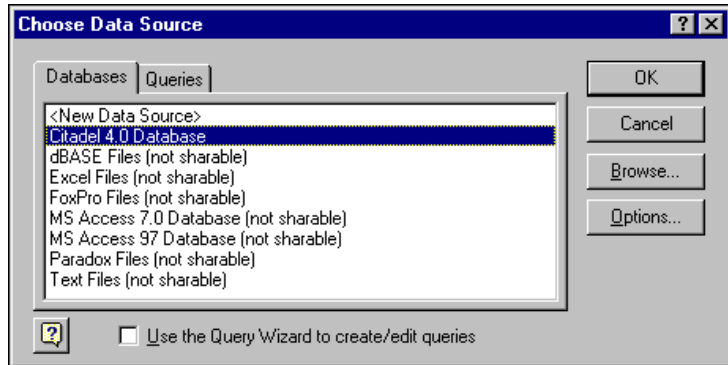 Choose Data Source
? ×
Databases Queries
<New Data Source>
Citadel 4.0 Database
dBASE Files (not sharable)
Excel Files (not sharable)
FoxPro Files (not sharable)
MS Access 7.0 Database (not sharable)
MS Access 97 Database (not sharable)
Paradox Files (not sharable)
Text Files (not sharable)
OK
Cancel
Browse...
Options...
?
Use the Query Wizard to create/edit queries